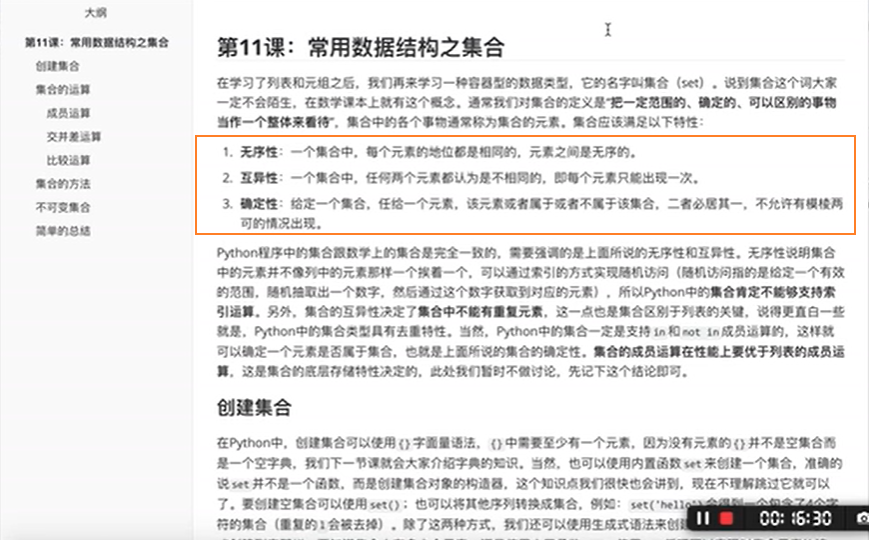 大纲
第11课：常用数据结构之集合
创建集合
集合的运算
成员运算
交并差运算
比较运算
集合的方法
不可变集合
简单的总结
第11课：常用数据结构之集合
在学习了列表和元组之后，我们再来学习一种容器型的数据类型，它的名字叫集合（set）。说到集合这个词大家
一定不会陌生，在数学课本上就有这个概念。通常我们对集合的定义是“把一定范围的、确定的、可以区别的事物
当作一个整体来看待”，集合中的各个事物通常称为集合的元素。集合应该满足以下特性：
1. 无序性：一个集合中，每个元素的地位都是相同的，元素之间是无序的。
2. 互异性：一个集合中，任何两个元素都认为是不相同的，即每个元素只能出现一次。
3. 确定性：给定一个集合，任给一个元素，该元素或者属于或者不属于该集合，二者必居其一，不允许有模棱两
可的情况出现。
Python程序中的集合跟数学上的集合是完全一致的，需要强调的是上面所说的无序性和互异性。无序性说明集合
中的元素并不像列中的元素那样一个挨着一个，可以通过索引的方式实现随机访问（随机访问指的是给定一个有效
的范围，随机抽取出一个数字，然后通过这个数字获取到对应的元素），所以Python中的集合肯定不能够支持索
引运算。另外，集合的互异性决定了集合中不能有重复元素，这一点也是集合区别于列表的关键，说得更直白一些
就是，Python中的集合类型具有去重特性。当然，Python中的集合一定是支持in和not in成员运算的，这样就
可以确定一个元素是否属于集合，也就是上面所说的集合的确定性。集合的成员运算在性能上要优于列表的成员运
算，这是集合的底层存储特性决定的，此处我们暂时不做讨论，先记下这个结论即可。
创建集合
在Python中，创建集合可以使用{}字面量语法，{}中需要至少有一个元素，因为没有元素的{}并不是空集合而
是一个空字典，我们下一节课就会大家介绍字典的知识。当然，也可以使用内置函数set来创建一个集合，准确的
说set并不是一个函数，而是创建集合对象的构造器，这个知识点我们很快也会讲到，现在不理解跳过它就可以
了。要创建空集合可以使用set()；也可以将其他序列转换成集合，例如：set('hello')会得到一个包含了4个字
符的集合（重复的l会被去掉）。除了这两种方式，我们还可以使用生成式语法来创建
00:16:30